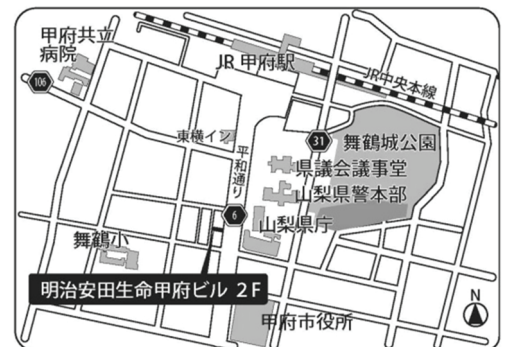 甲府共立
病院
JR 甲府駅
JR中央本線
106
東横イン
平和通り
31
舞鶴城公園
県議会議事堂
山梨県警本部
6
山梨県庁
舞鶴小
明治安田生命甲府ビル 2F
甲府市役所
N